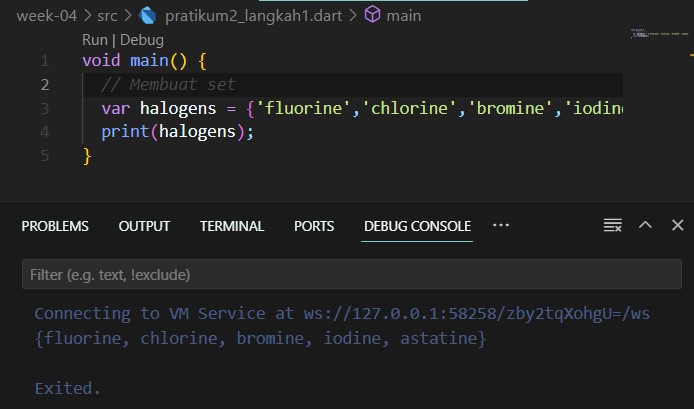 week-04 > src > pratikum2_langkah1.dart > main
Run | Debug
1 void main() {
2 // Membuat set
3 var halogens = {'fluorine','chlorine','bromine','iodine
4 print(halogens);
5 }
PROBLEMS OUTPUT TERMINAL PORTS DEBUG CONSOLE ...
Filter (e.g. text, !exclude)
Connecting to VM Service at ws://127.0.0.1:58258/zby2tqXohgU=/ws
{fluorine, chlorine, bromine, iodine, astatine}
Exited.